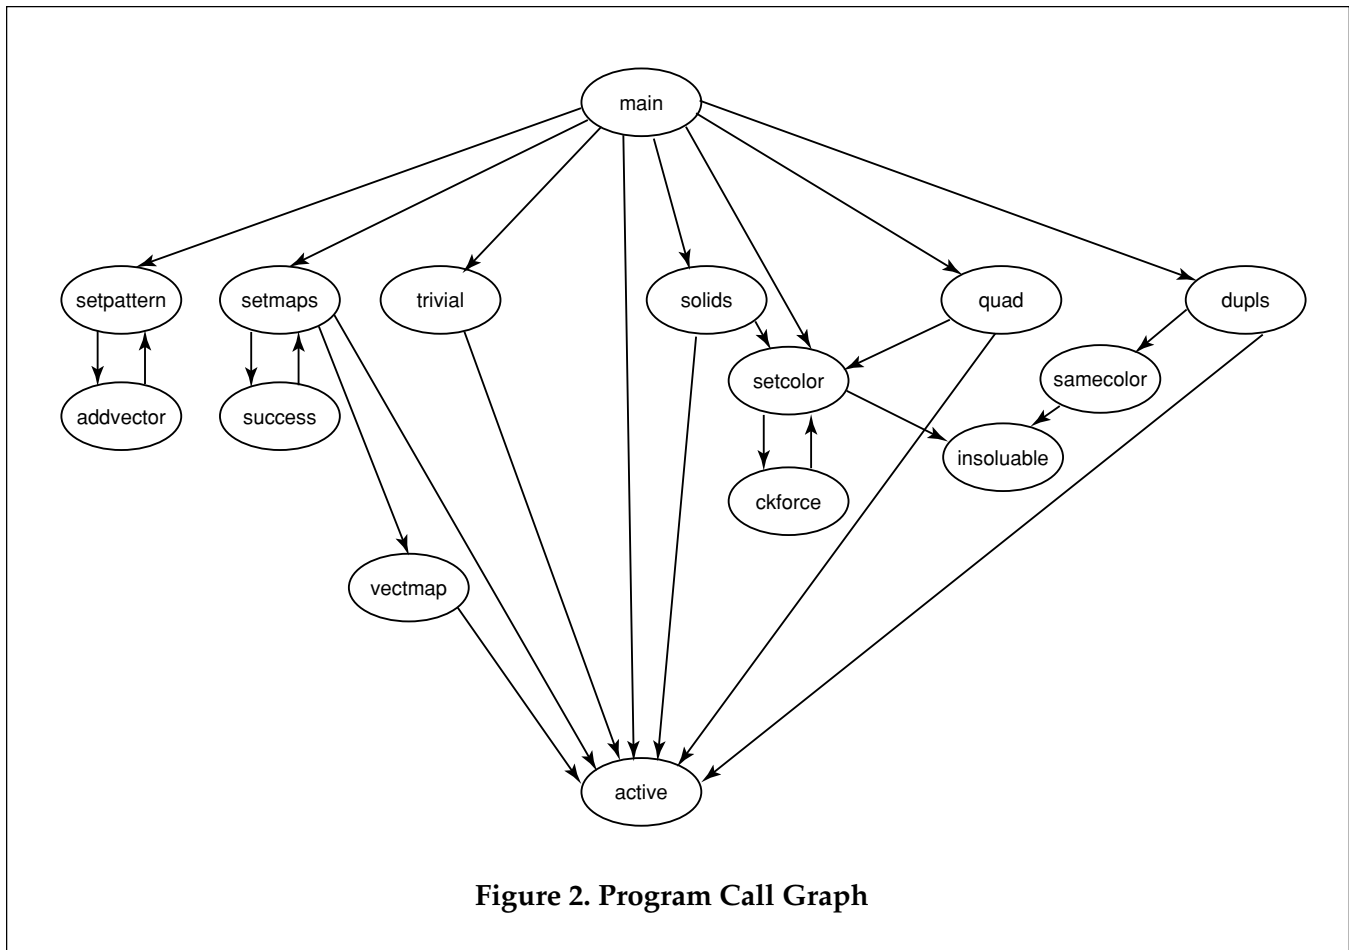 main
setpattern
setmaps
trivial
solids
quad
dupls
setcolor
samecolor
addvector
success
insoluable
ckforce
vectmap
active
Figure 2. Program Call Graph